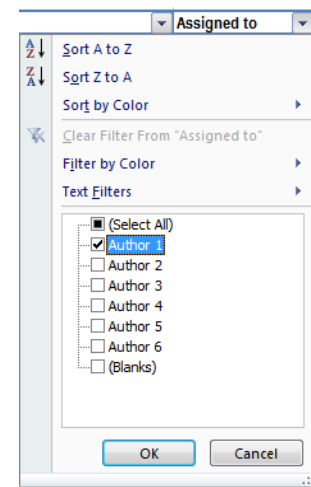 Assigned to
Sort A to Z
Sort Z to A
Sort by Color
Clear Filter From "Assigned to"
Filter by Color
Text Filters
(Select All)
Author 1
Author 2
Author 3
Author 4
Author 5
Author 6
(Blanks)
OK Cancel